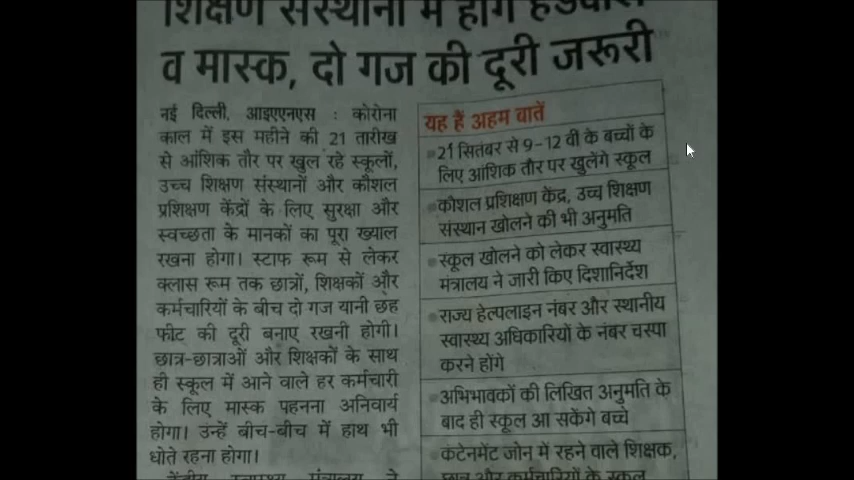 शिक्षण संस्थानों में होंगे
व मास्क, दो गज की दूरी जरूरी
नई दिल्ली, आइएएनएस : कोरोना
काल में इस महीने की 21 तारीख
से आंशिक तौर पर खुल रहे स्कूलों,
उच्च शिक्षण संस्थानों और कौशल
प्रशिक्षण केंद्रों के लिए सुरक्षा और
स्वच्छता के मानकों का पूरा ख्याल
रखना होगा। स्टाफ रूम से लेकर
क्लास रूम तक छात्रों, शिक्षकों और
कर्मचारियों के बीच दो गज यानी छह
फीट की दूरी बनाए रखनी होगी।
छात्र-छात्राओं और शिक्षकों के साथ
ही स्कूल में आने वाले हर कर्मचारी
के लिए मास्क पहनना अनिवार्य
होगा। उन्हें बीच-बीच में हाथ भी
धोते रहना होगा।
यह हैं अहम बातें
21 सितंबर से 9-12 वीं के बच्चों के
लिए आंशिक तौर पर खुलेंगे स्कूल
कौशल प्रशिक्षण केंद्र, उच्च शिक्षण
संस्थान खोलने की भी अनुमति
स्कूल खोलने को लेकर स्वास्थ्य
मंत्रालय ने जारी किए दिशानिर्देश
राज्य हेल्पलाइन नंबर और स्थानीय
स्वास्थ्य अधिकारियों के नंबर चस्पा
करने होंगे
अभिभावकों की लिखित अनुमति के
बाद ही स्कूल आ सकेंगे बच्चे
कंटेनमेंट जोन में रहने वाले शिक्षक,
छात्र और कर्मचारियों के स्कूल